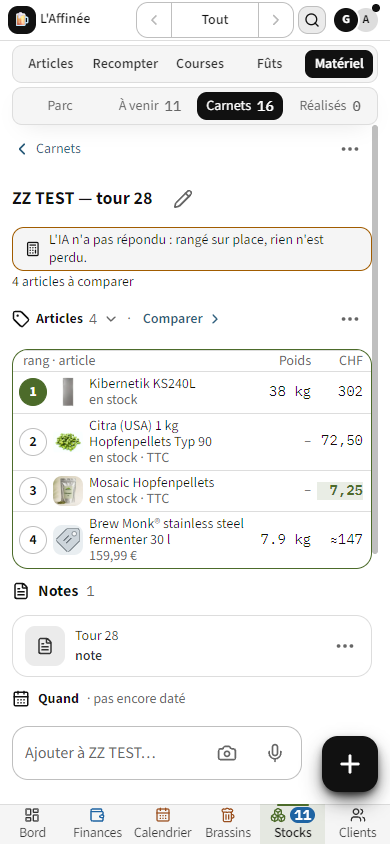 L'Affinée
Tout
G
A
Articles
Recompter
Courses
Fûts
Matériel
Parc
À venir 11
Carnets 16
Réalisés 0
Carnets
ZZ TEST — tour 28
L'IA n'a pas répondu : rangé sur place, rien n'est
perdu.
4 articles à comparer
Articles 4 · Comparer
rang · article Poids CHF
1 Kibernetik KS240L
en stock
38 kg 302
Citra (USA) 1 kg
2 Hopfenpellets Typ 90
en stock · TTC
– 72,50
3 Mosaic Hopfenpellets
en stock · TTC
– 7,25
Brew Monk® stainless steel
4 fermenter 30 l
159,99 €
7.9 kg ≈147
Notes 1
Tour 28
note
Quand · pas encore daté
Ajouter à ZZ TEST…
Bord
Finances
Calendrier
Brassins
11
Stocks
Clients